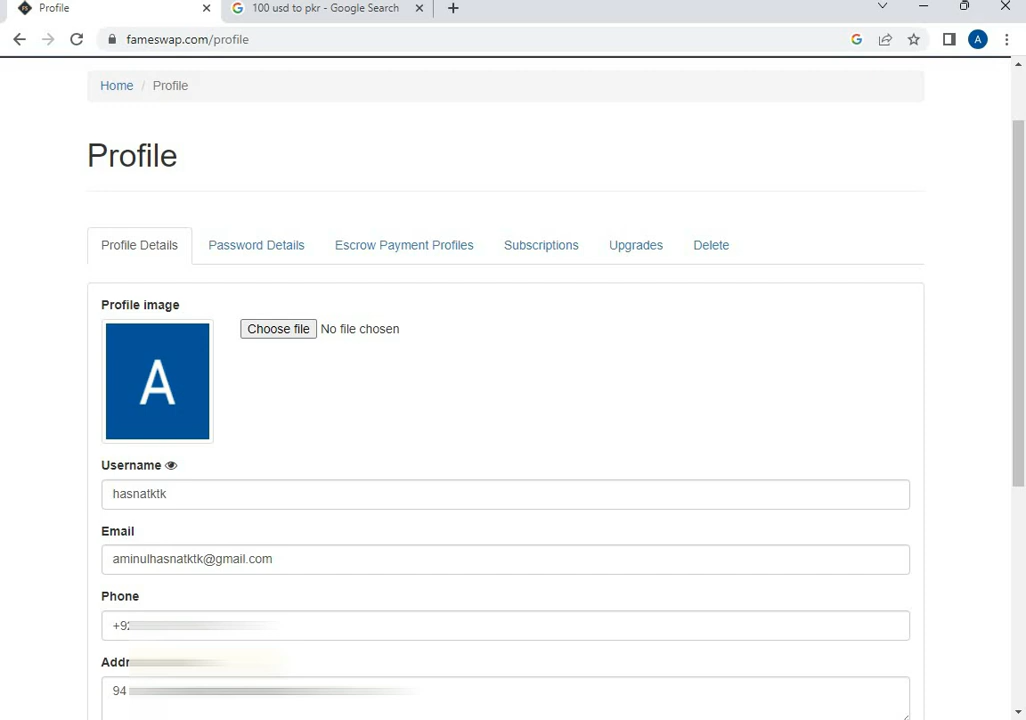 Profile
100 usd to pkr - Google Search
fameswap.com/profile
A
Home / Profile
Profile
Profile Details Password Details Escrow Payment Profiles Subscriptions Upgrades Delete
Profile image
A
Choose file No file chosen
Username
hasnatktk
Email
aminulhasnatktk@gmail.com
Phone
+92
Addr
94